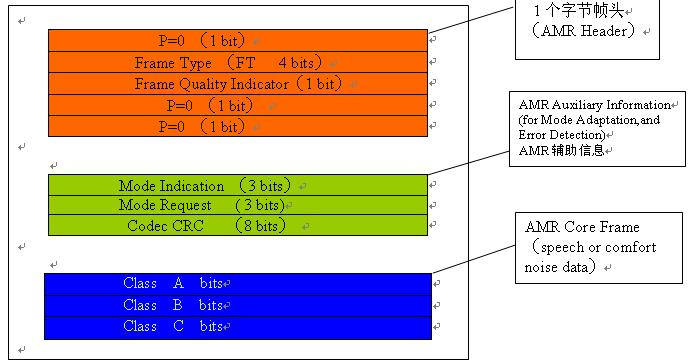 P=0 （1 bit）
Frame Type （FT 4 bits）
Frame Quality Indicator（1 bit）
P=0 （1 bit）
P=0 （1 bit）
1 个字节帧头
（AMR Header）
Mode Indication （3 bits）
Mode Request （3 bits）
Codec CRC （8 bits）
AMR Auxiliary Information
(for Mode Adaptation,and
Error Detection)
AMR 辅助信息
Class A bits
Class B bits
Class C bits
AMR Core Frame
（speech or comfort
noise data）